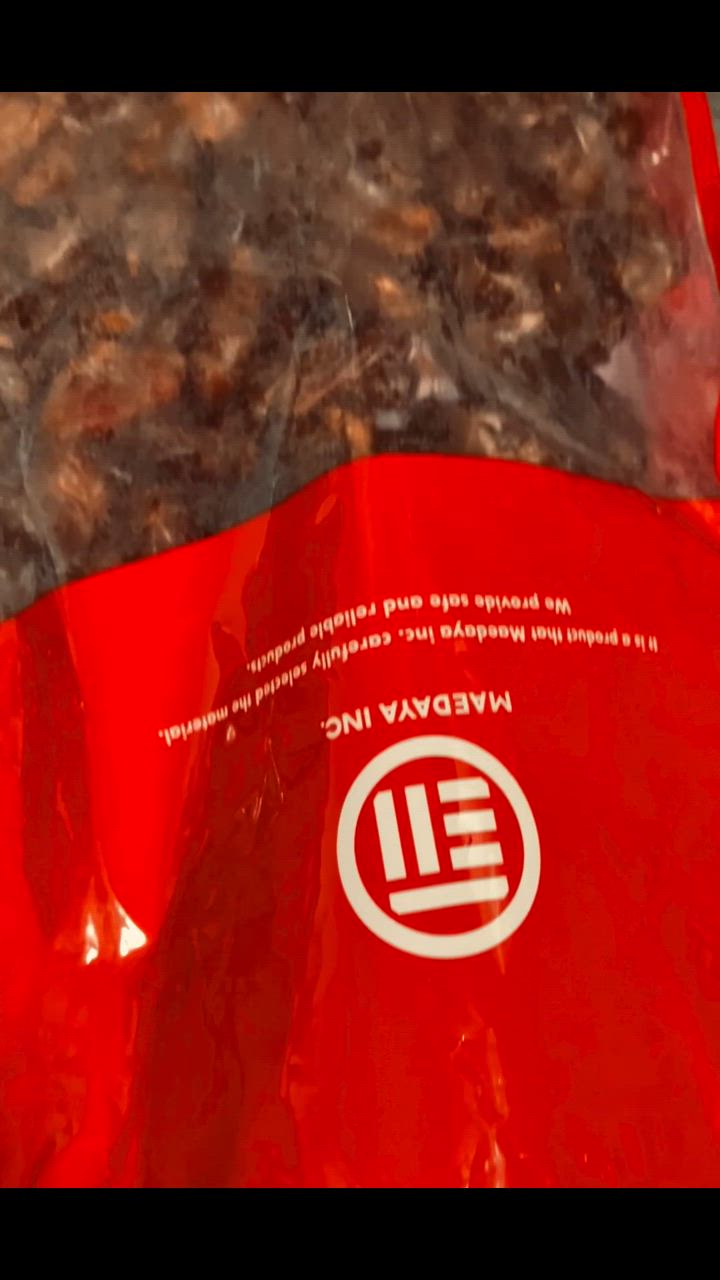 MAEDAYA INC.
It is a product that Maedaya Inc. carefully selected the material.
We provide safe and reliable products.